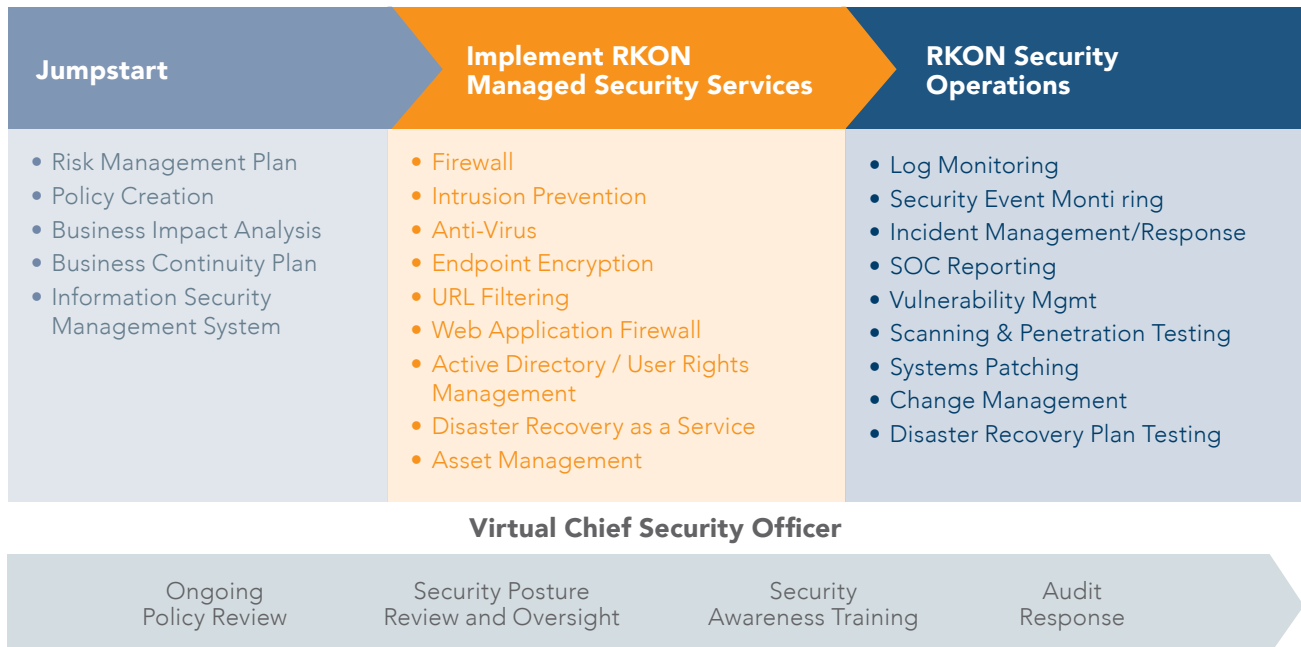 Jumpstart
Implement RKON
Managed Security Services
RKON Security
Operations
• Risk Management Plan
• Policy Creation
• Business Impact Analysis
• Business Continuity Plan
• Information Security
Management System
• Firewall
• Intrusion Prevention
• Anti-Virus
• Endpoint Encryption
• URL Filtering
• Web Application Firewall
• Active Directory / User Rights
Management
• Disaster Recovery as a Service
• Asset Management
• Log Monitoring
• Security Event Monti ring
• Incident Management/Response
• SOC Reporting
• Vulnerability Mgmt
• Scanning & Penetration Testing
• Systems Patching
• Change Management
• Disaster Recovery Plan Testing
Virtual Chief Security Officer
Ongoing
Policy Review
Security Posture
Review and Oversight
Security
Awareness Training
Audit
Response